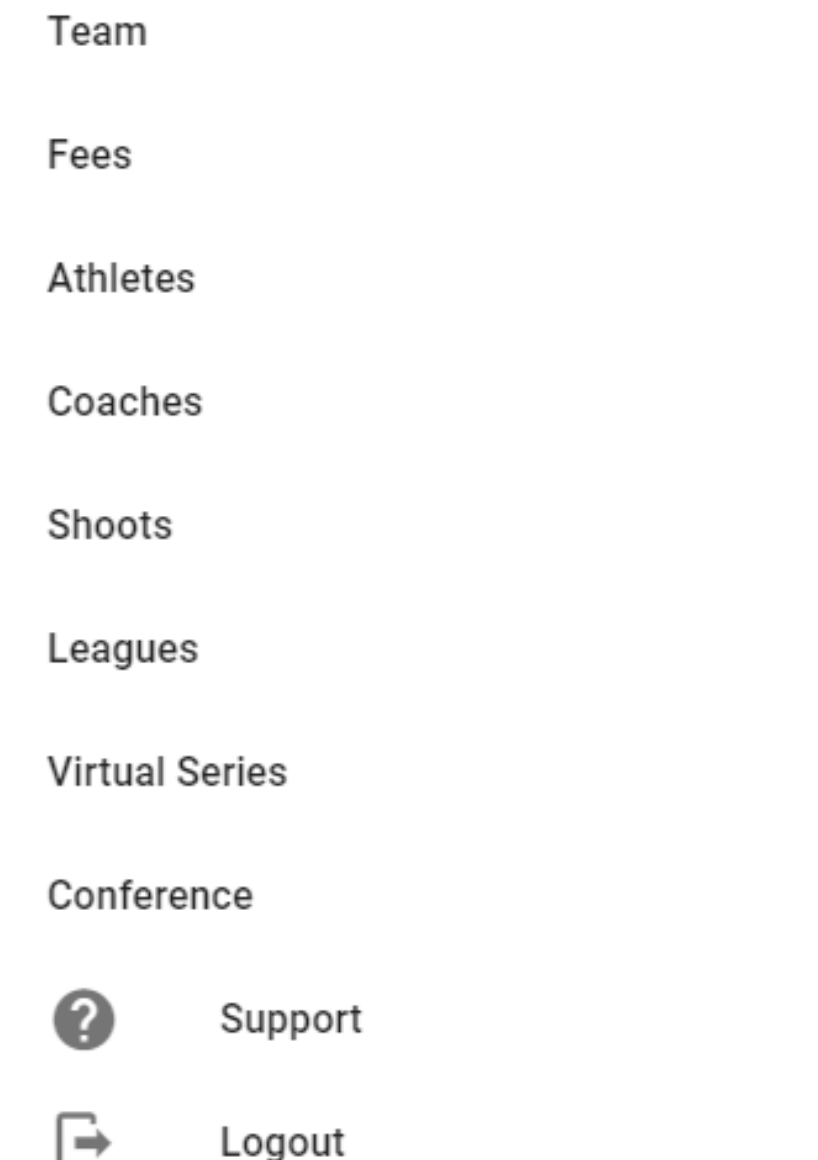 Team
Fees
Athletes
Coaches
Shoots
Leagues
Virtual Series
Conference
Support
Logout